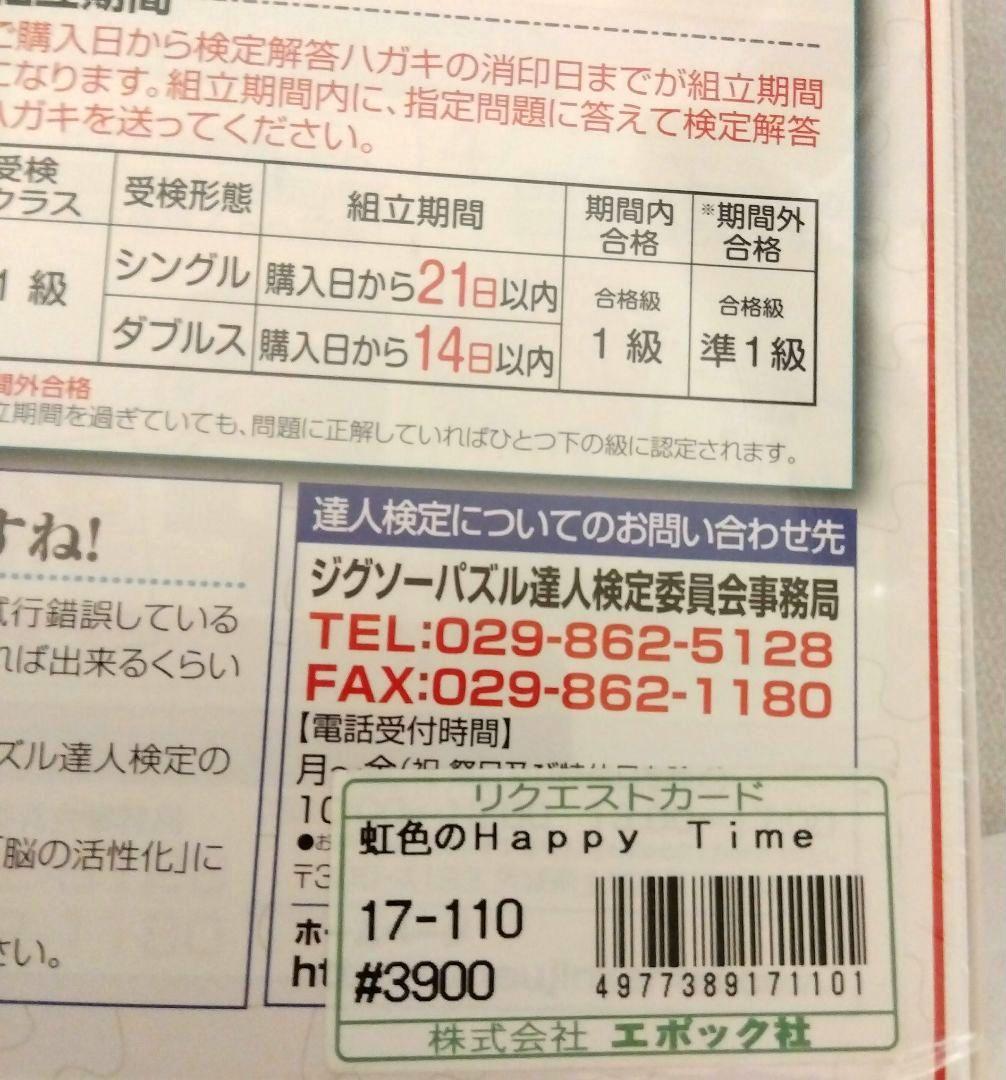 組立期間
ご購入日から検定解答ハガキの消印日までが組立期間
になります。組立期間内に、指定問題に答えて検定解答
ハガキを送ってください。
受検
クラス
受検形態
組立期間
期間内
合格
※期間外
合格
1 級
シングル
購入日から21日以内
ダブルス
購入日から14日以内
合格級
1 級
合格級
準1級
間外合格
立期間を過ぎていても、問題に正解していればひとつ下の級に認定されます。
すね!
試行錯誤している
れば出来るくらい
ズル達人検定の
「脳の活性化」に
さい。
達人検定についてのお問い合わせ先
ジグソーパズル達人検定委員会事務局
TEL:029-862-5128
FAX:029-862-1180
【電話受付時間】
月〜金
10
●お
〒3
ホー
ht
リクエストカード
虹色のHappy Time
17-110
#3900
4977389171101
株式会社 エポック社